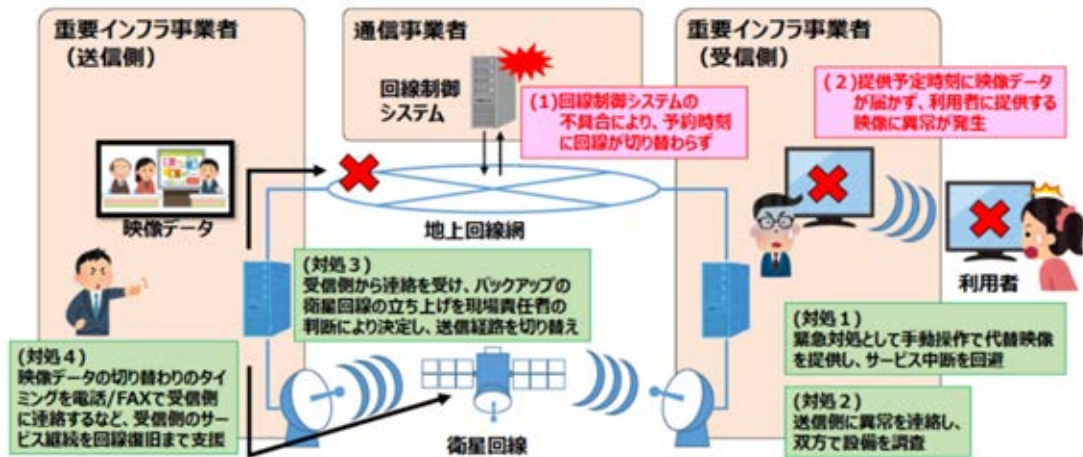 重要インフラ事業者
（送信側）
通信事業者
重要インフラ事業者
（受信側）
回線制御
システム
(1)回線制御システムの
不具合により、予約時刻
に回線が切り替わらず
(２)提供予定時刻に映像データ
が届かず、利用者に提供する
映像に異常が発生
映像データ
地上回線網
利用者
(対処３)
受信側から連絡を受け、バックアップの
衛星回線の立ち上げを現場責任者の
判断により決定し、送信経路を切り替え
(対処１)
緊急対処として手動操作で代替映像
を提供し、サービス中断を回避
(対処４)
映像データの切り替わりのタイ
ミングを電話/FAXで受信側
に連絡するなど、受信側のサー
ビス継続を回線復旧まで支援
(対処２)
送信側に異常を連絡し、
双方で設備を調査
衛星回線